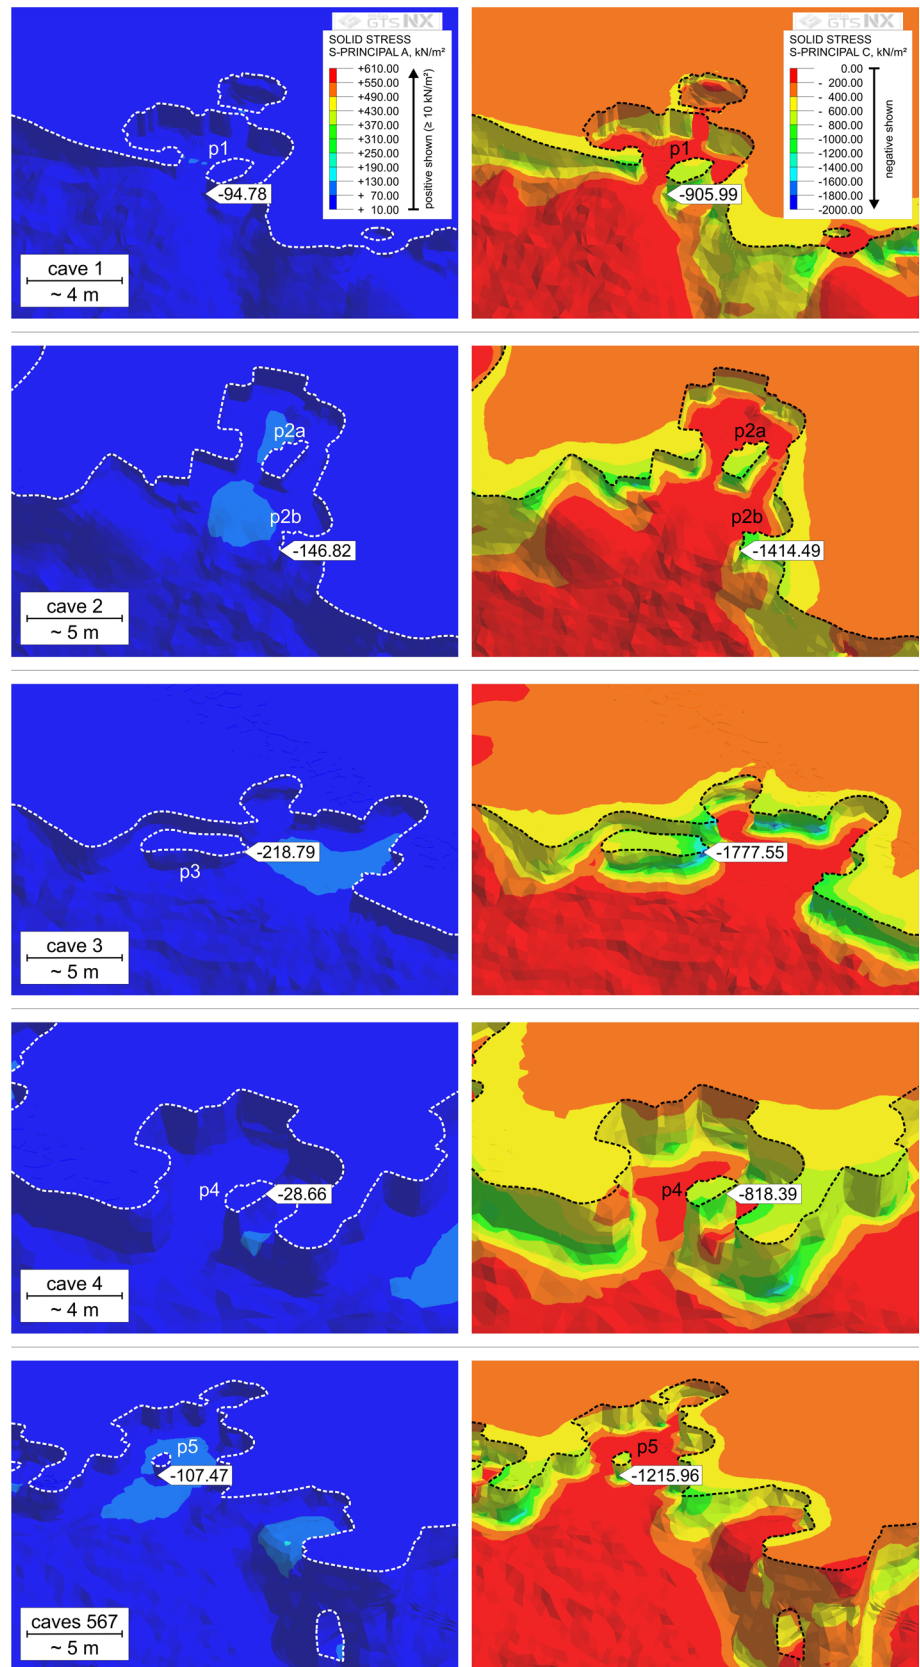 GTS NX
SOLID STRESS
S-PRINCIPAL A, kN/m²
+610.00
+550.00
+490.00
+430.00
+370.00
+310.00
+250.00
+190.00
+130.00
+ 70.00
+ 10.00
positive shown (≥ 10 kN/m²)
p1
-94.78
cave 1
~ 4 m
GTS NX
SOLID STRESS
S-PRINCIPAL C, kN/m²
0.00
- 200.00
- 400.00
- 600.00
- 800.00
-1000.00
-1200.00
-1400.00
-1600.00
-1800.00
-2000.00
negative shown
p1
-905.99
p2a
p2b
-146.82
cave 2
~ 5 m
p2a
p2b
-1414.49
-218.79
p3
cave 3
~ 5 m
-1777.55
p4
-28.66
cave 4
~ 4 m
p4
-818.39
p5
-107.47
caves 567
~ 5 m
p5
-1215.96